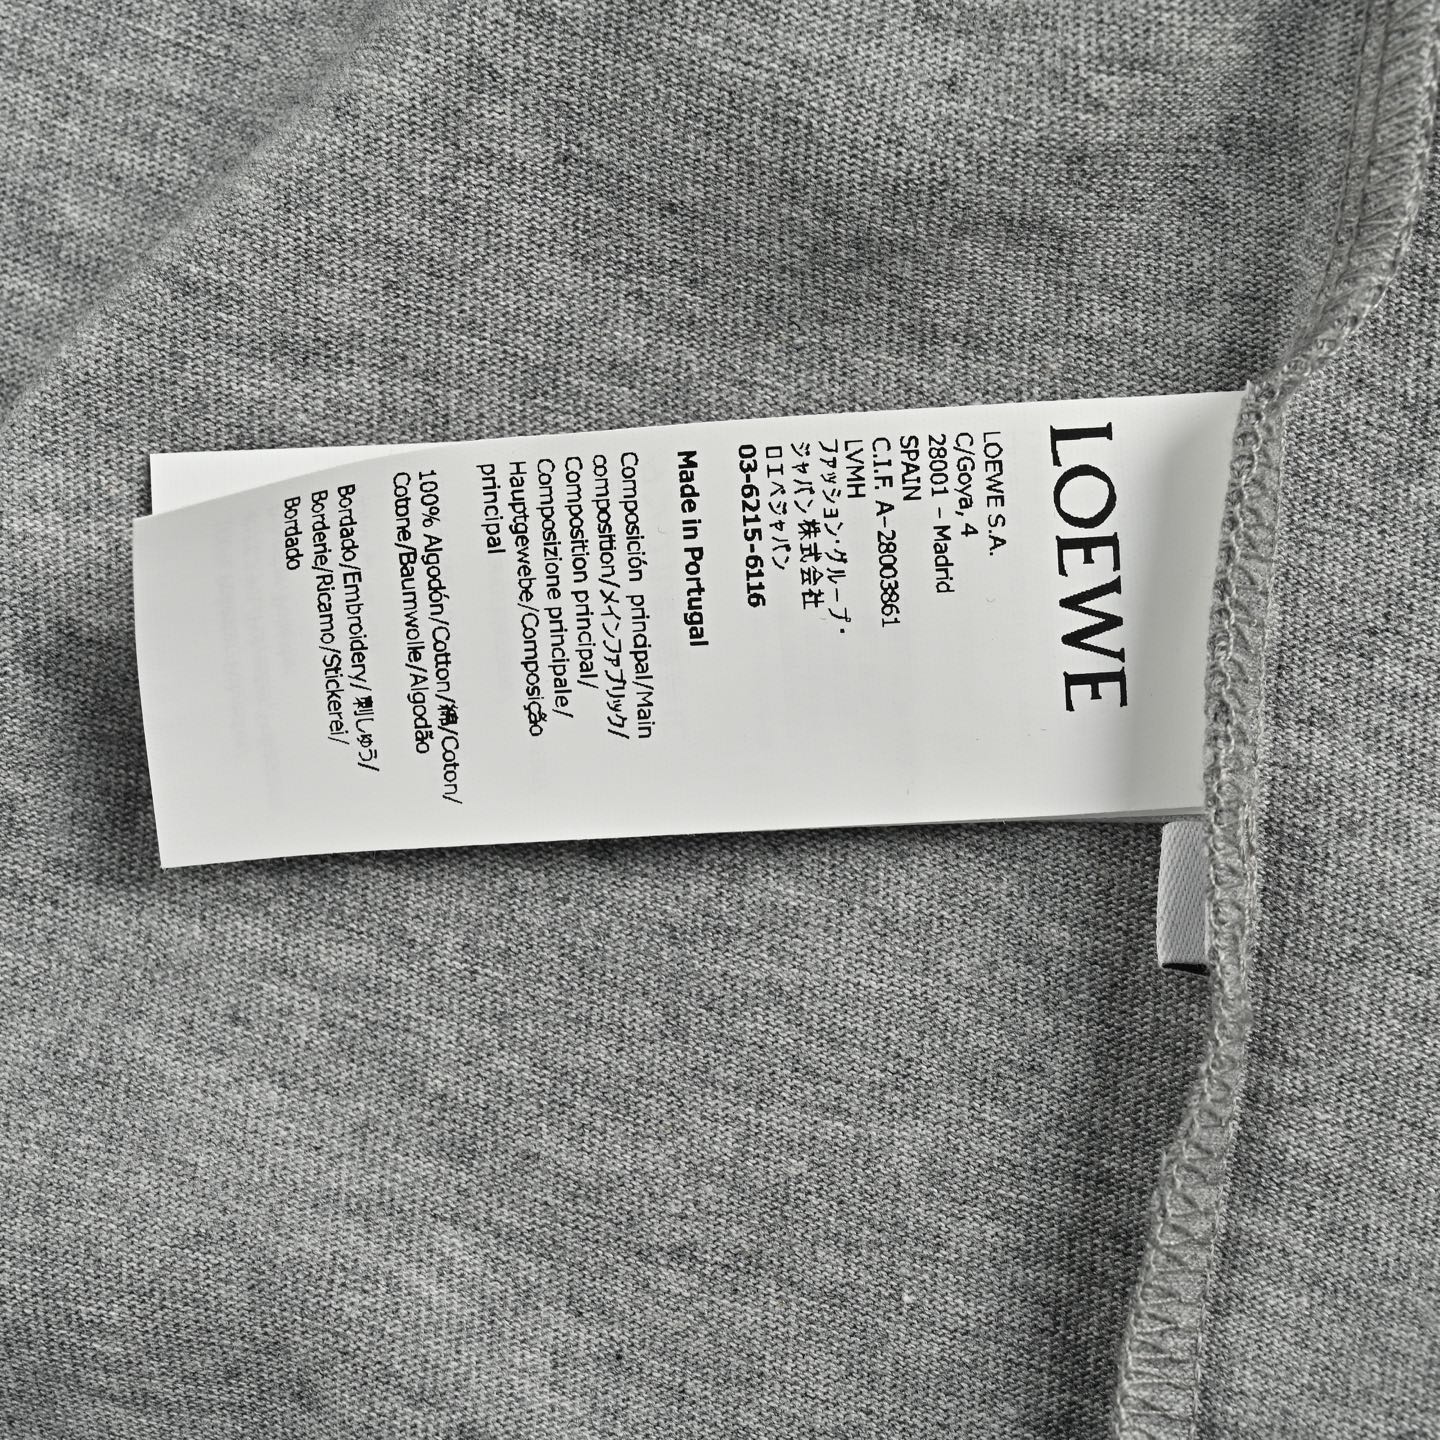 LOEWE
LOEWE S.A.
C/Goya, 4
28001 – Madrid
SPAIN
C.I.F. A-28003861
LVMH
ファッション・グループ・
ジャパン株式会社
ロエベジャパン
03-6215-6116
Made in Portugal
Composición principal/Main
composition/メインファブリック/
Composition principal/
Composizione principale/
Hauptgewebe/Composição
principal
100% Algodón/Cotton/綿/Coton/
Cotone/Baumwolle/Algodão
Bordado/Embroidery/ 刺しゅう/
Borderie/Ricamo/Stickerei/
Bordado